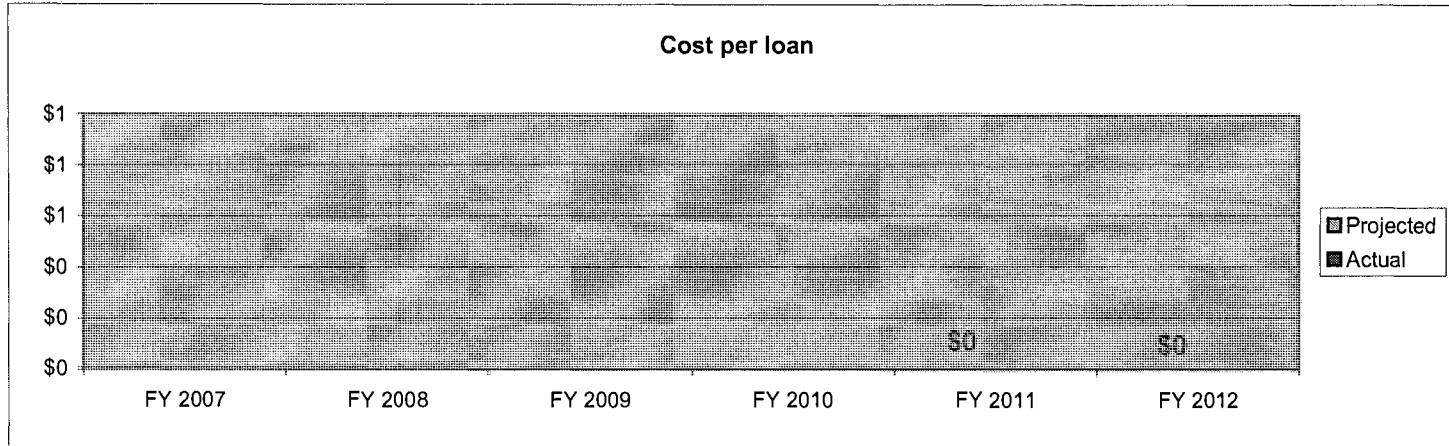 Cost per loan
$1
$1
$1
$0
$0
$0
$0
$0
FY 2007
FY 2008
FY 2009
FY 2010
FY 2011
FY 2012
Projected
Actual